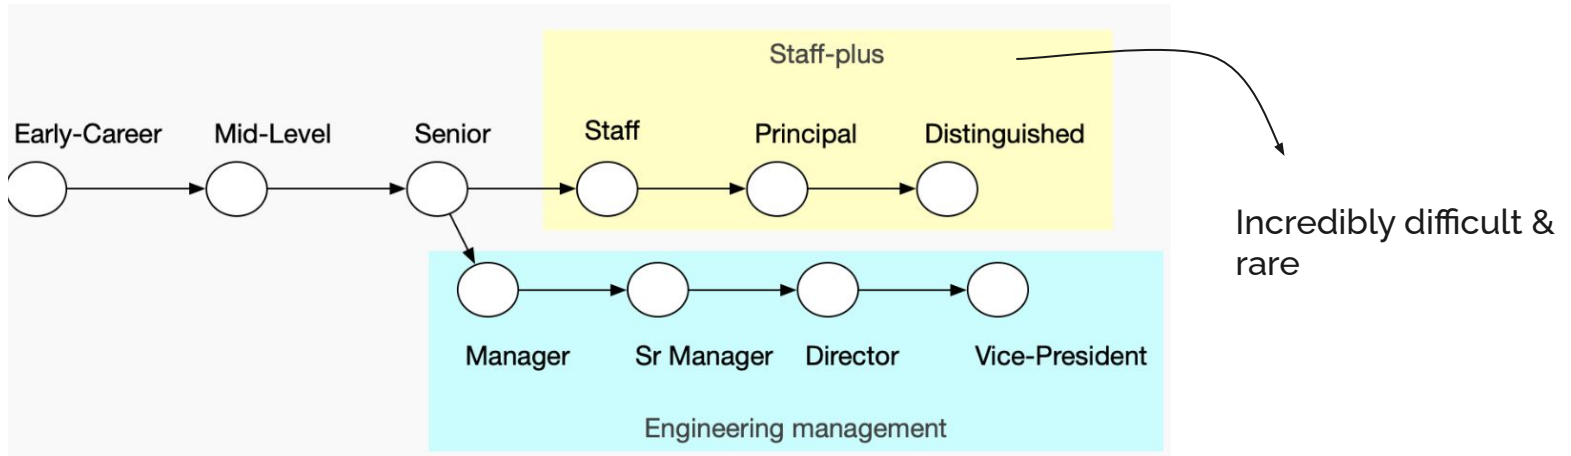 Staff-plus
Early-Career
Mid-Level
Senior
Staff
Principal
Distinguished
Incredibly difficult &
rare
Manager
Sr Manager
Director
Vice-President
Engineering management